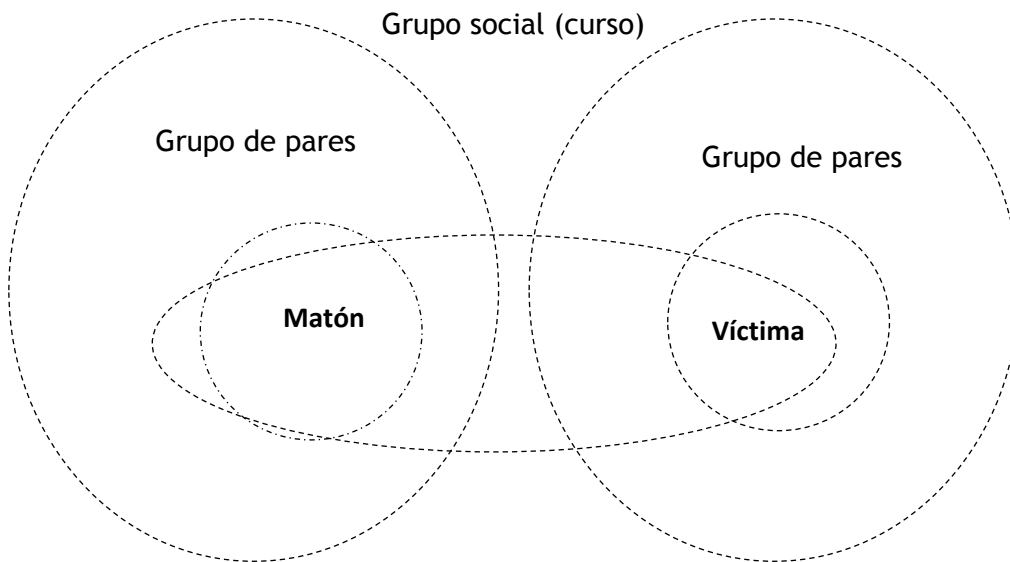 Grupo social (curso)
Grupo de pares
Grupo de pares
Matón
Víctima